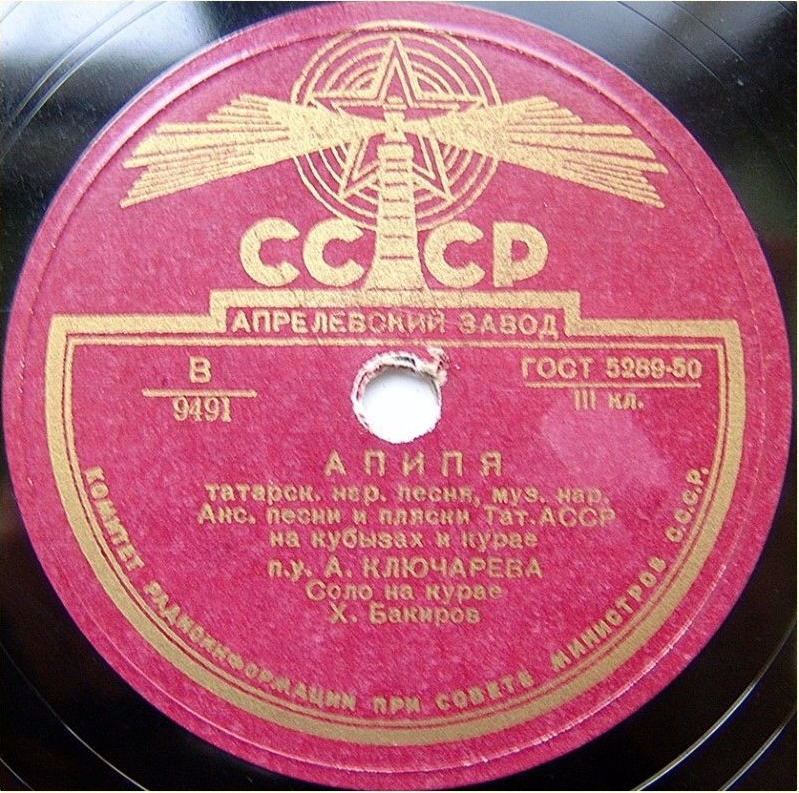 СССР
АПРЕЛЕВСКИЙ ЗАВОД
В
9491
ГОСТ 5289-50
III кл.
АПИПЯ
татарск. нар. песня, муз. нар.
Анс. песни и пляски Тат. АССР
на кубызах и курае
п.у. А. КЛЮЧАРЕВА
Соло на курае
Х. Бакиров
КОМИТЕТ РАДИОИНФОРМАЦИИ ПРИ СОВЕТЕ МИНИСТРОВ С.С.С.Р.